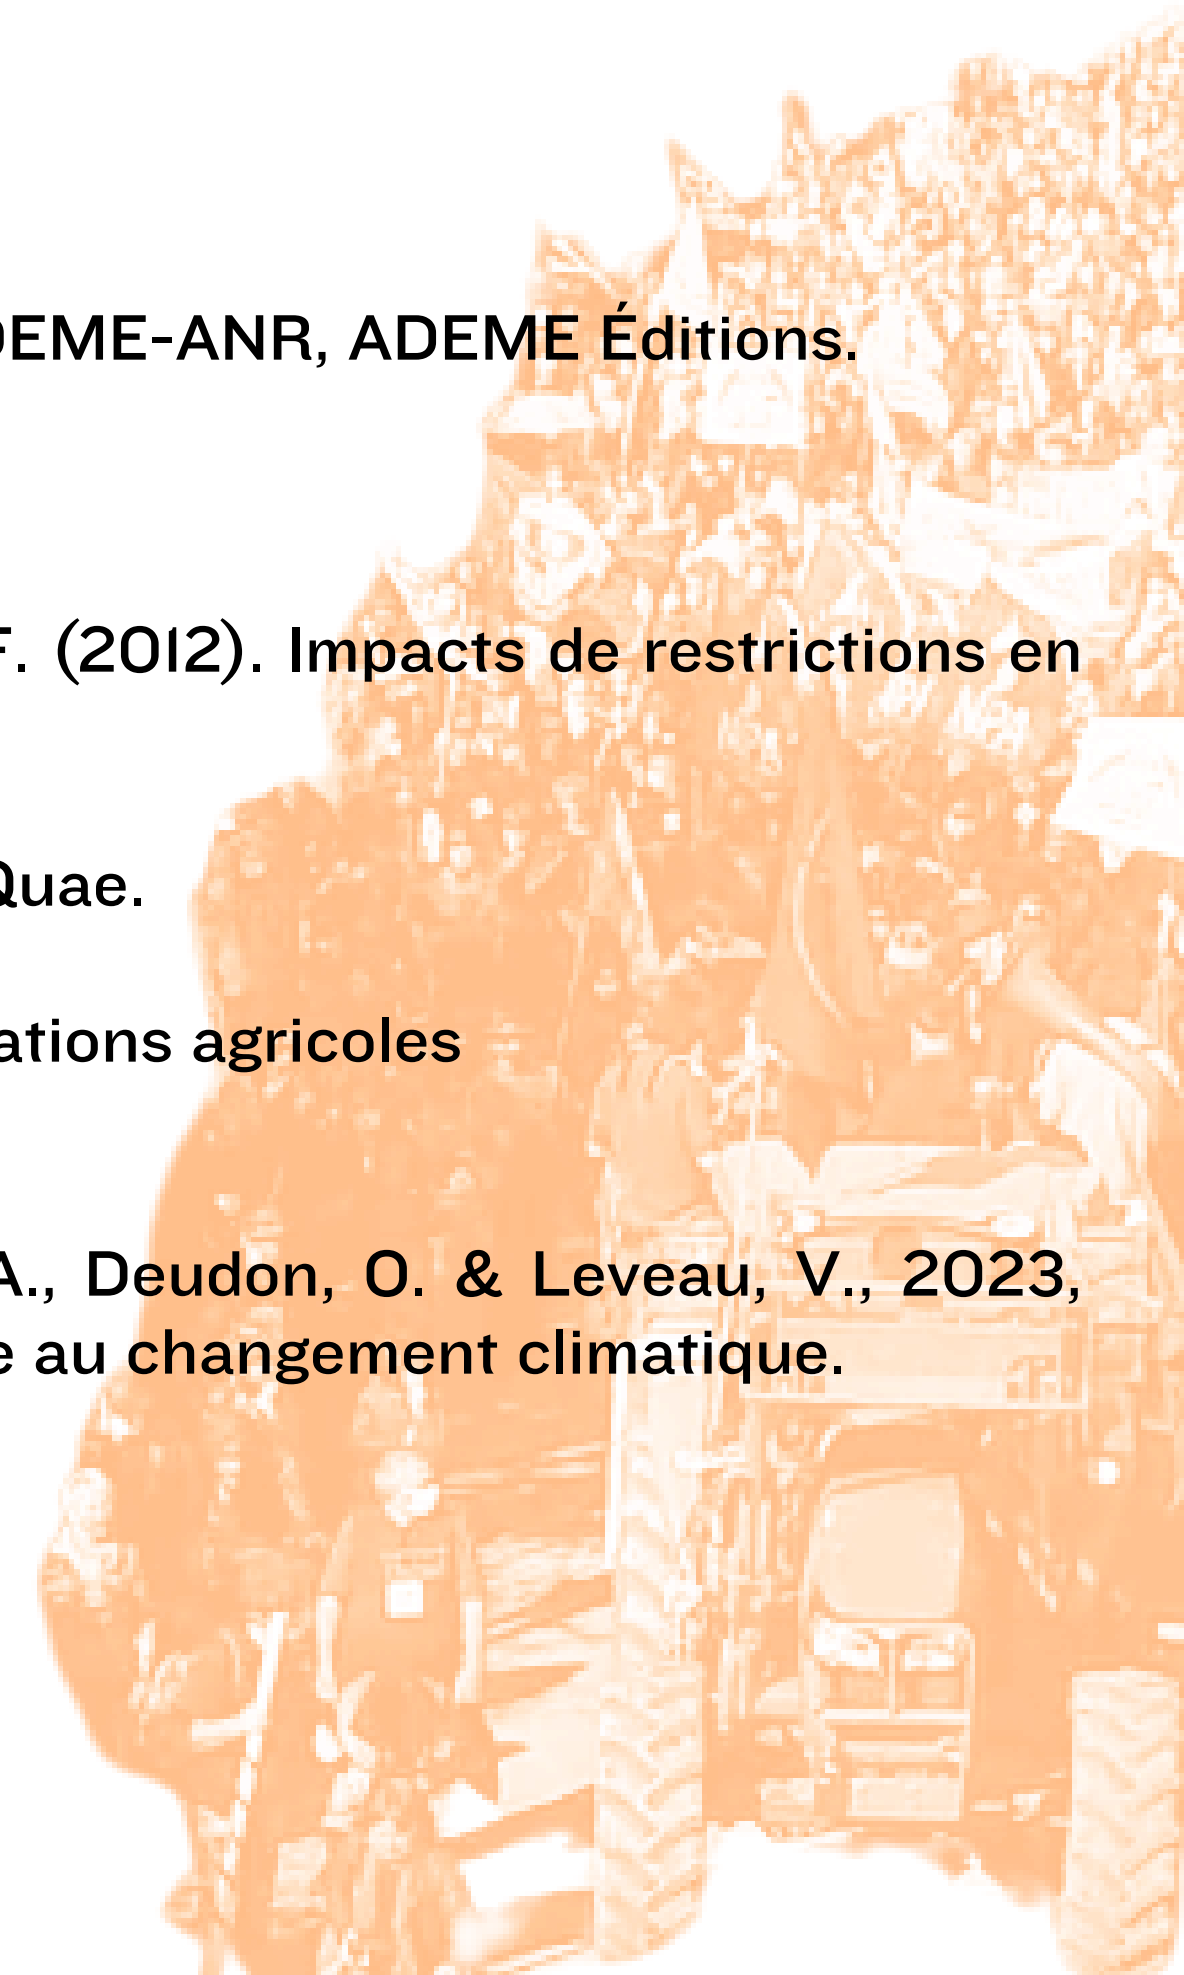 DEME-ANR, ADEME Éditions.
F. (2012). Impacts de restrictions en
Quae.
ations agricoles
A., Deudon, O. & Leveau, V., 2023,
e au changement climatique.